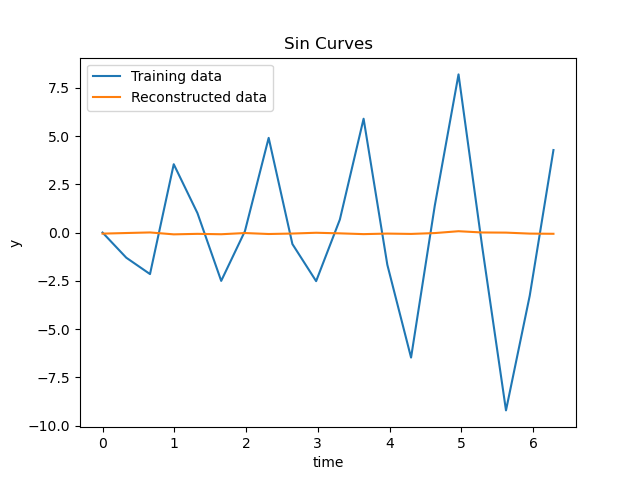 Sin Curves
Training data
Reconstructed data
7.5
5.0
2.5
0.0
−2.5
−5.0
−7.5
−10.0
y
0 1 2 3 4 5 6
time